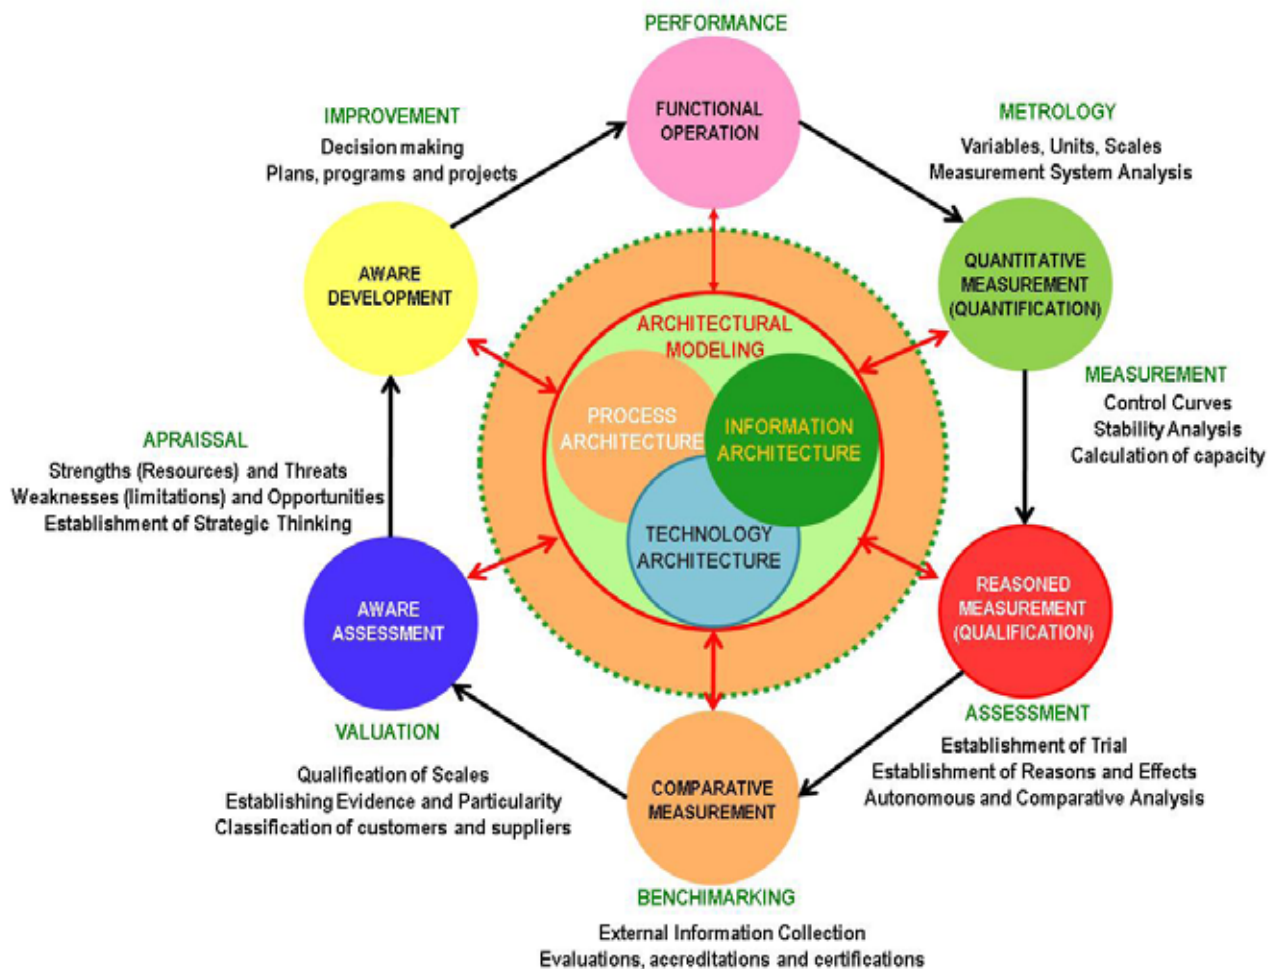 PERFORMANCE
FUNCTIONAL
OPERATION
IMPROVEMENT
Decision making
Plans, programs and projects
METROLOGY
Variables, Units, Scales
Measurement System Analysis
AWARE
DEVELOPMENT
QUANTITATIVE
MEASUREMENT
(QUANTIFICATION)
ARCHITECTURAL
MODELING
PROCESS
ARCHITECTURE
INFORMATION
ARCHITECTURE
TECHNOLOGY
ARCHITECTURE
MEASUREMENT
Control Curves
Stability Analysis
Calculation of capacity
APRAISSAL
Strengths (Resources) and Threats
Weaknesses (limitations) and Opportunities
Establishment of Strategic Thinking
AWARE
ASSESSMENT
REASONED
MEASUREMENT
(QUALIFICATION)
VALUATION
Qualification of Scales
Establishing Evidence and Particularity
Classification of customers and suppliers
COMPARATIVE
MEASUREMENT
ASSESSMENT
Establishment of Trial
Establishment of Reasons and Effects
Autonomous and Comparative Analysis
BENCHIMARKING
External Information Collection
Evaluations, accreditations and certifications